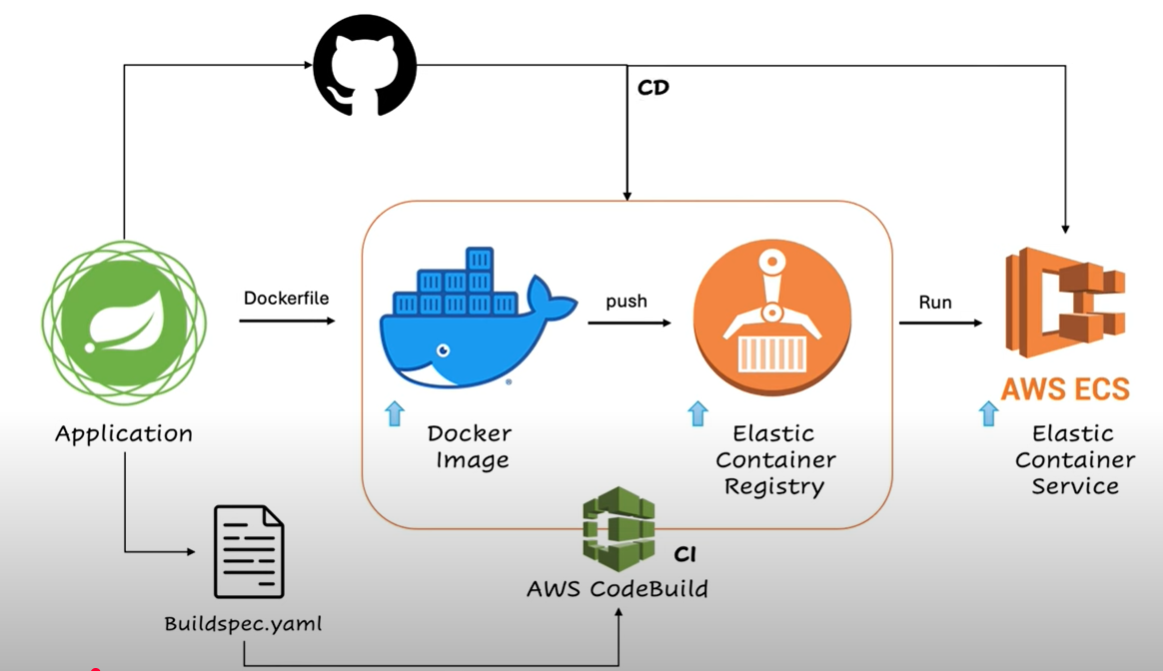 CD
Dockerfile
push
Run
AWS ECS
Application
Docker
Image
Elastic
Container
Registry
Elastic
Container
Service
CI
AWS CodeBuild
Buildspec.yaml